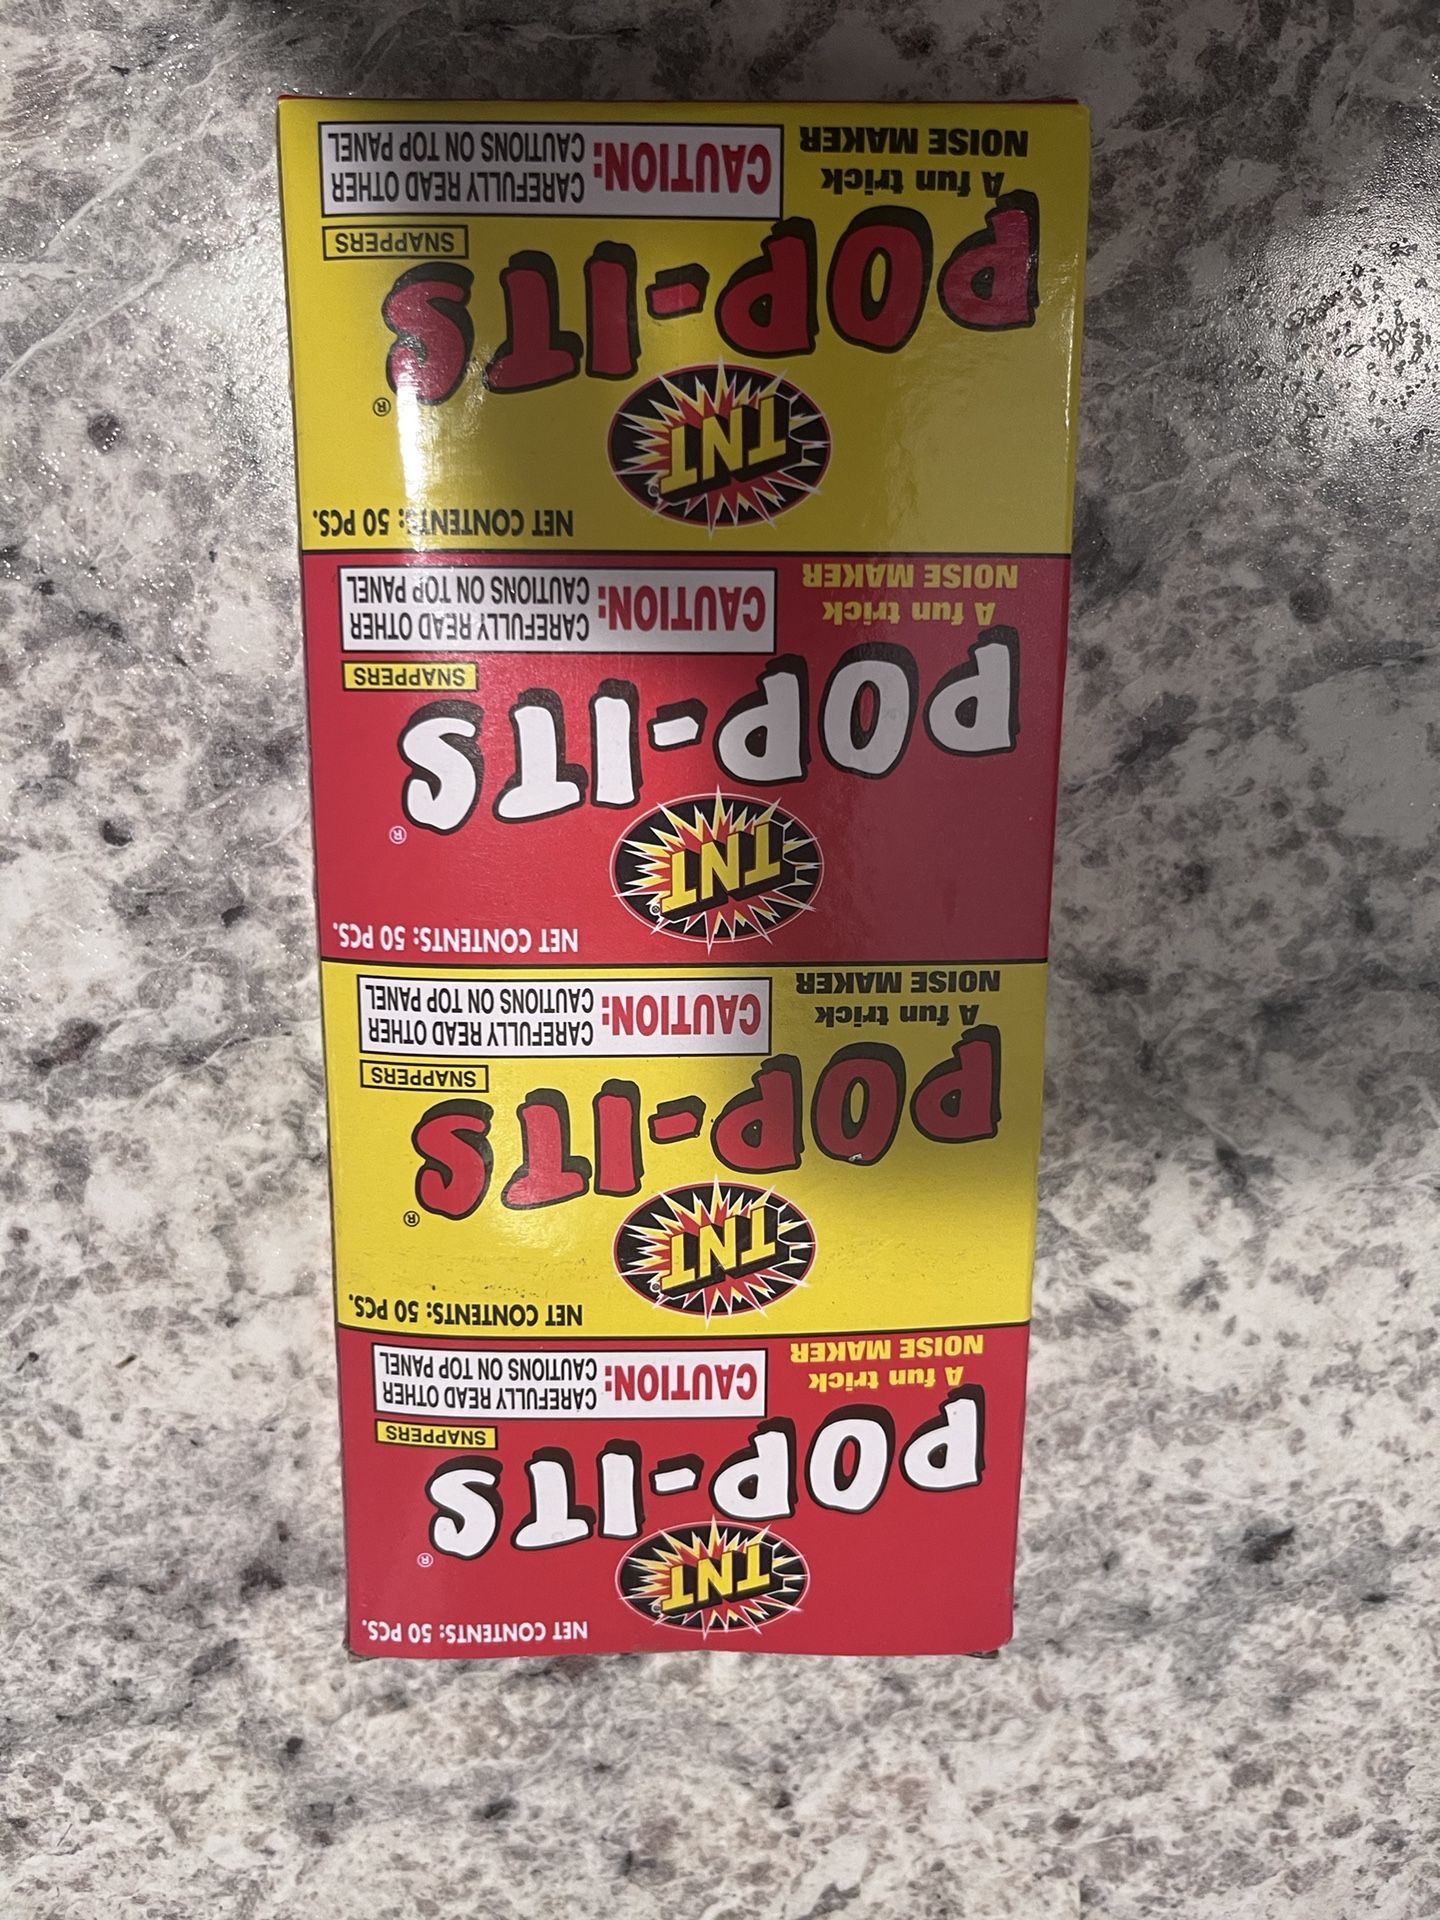 NET CONTENTS: 50 PCS.
TNT
POP-ITS®
SNAPPERS
A fun trick
NOISE MAKER
CAUTION: CAREFULLY READ OTHER
CAUTIONS ON TOP PANEL
NET CONTENTS: 50 PCS.
TNT
POP-ITS®
SNAPPERS
A fun trick
NOISE MAKER
CAUTION: CAREFULLY READ OTHER
CAUTIONS ON TOP PANEL
NET CONTENTS: 50 PCS.
TNT
POP-ITS®
SNAPPERS
A fun trick
NOISE MAKER
CAUTION: CAREFULLY READ OTHER
CAUTIONS ON TOP PANEL
NET CONTENTS: 50 PCS.
TNT
POP-ITS®
SNAPPERS
A fun trick
NOISE MAKER
CAUTION: CAREFULLY READ OTHER
CAUTIONS ON TOP PANEL